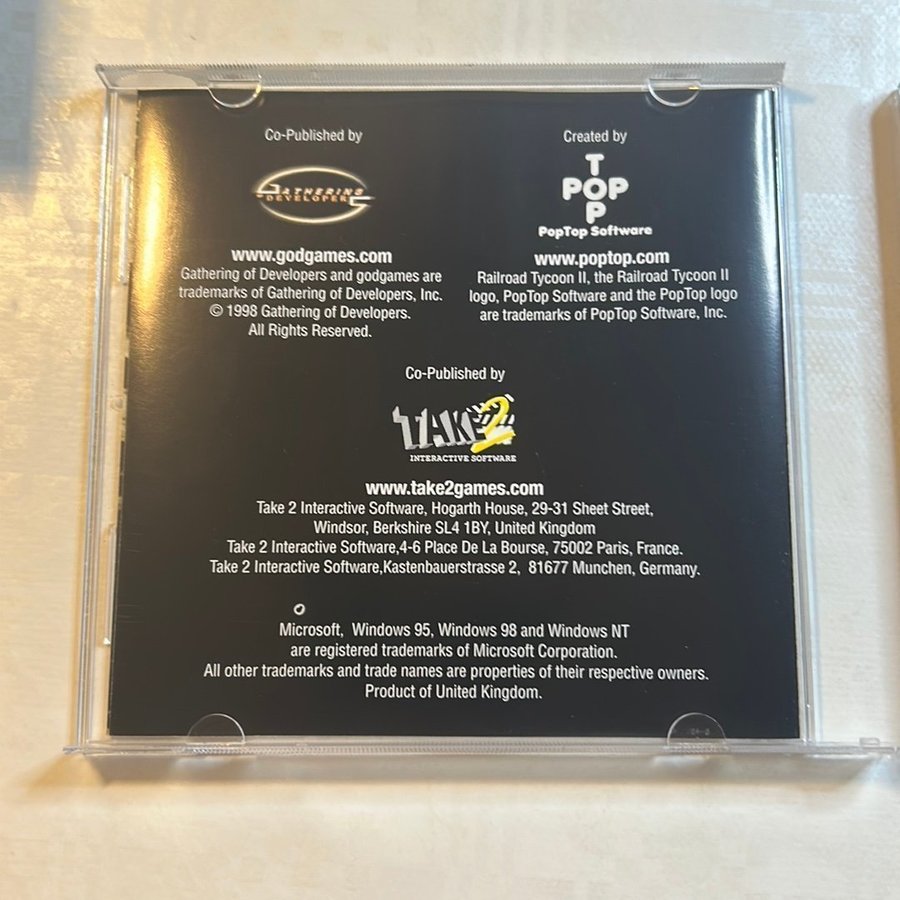 Co-Published by
GATHERING
OF DEVELOPERS
www.godgames.com
Gathering of Developers and godgames are
trademarks of Gathering of Developers, Inc.
© 1998 Gathering of Developers.
All Rights Reserved.
Created by
T
POP
P
PopTop Software
www.poptop.com
Railroad Tycoon II, the Railroad Tycoon II
logo, PopTop Software and the PopTop logo
are trademarks of PopTop Software, Inc.
Co-Published by
TAKE 2
INTERACTIVE SOFTWARE
www.take2games.com
Take 2 Interactive Software, Hogarth House, 29-31 Sheet Street,
Windsor, Berkshire SL4 1BY, United Kingdom
Take 2 Interactive Software,4-6 Place De La Bourse, 75002 Paris, France.
Take 2 Interactive Software,Kastenbauerstrasse 2, 81677 Munchen, Germany.
Microsoft, Windows 95, Windows 98 and Windows NT
are registered trademarks of Microsoft Corporation.
All other trademarks and trade names are properties of their respective owners.
Product of United Kingdom.